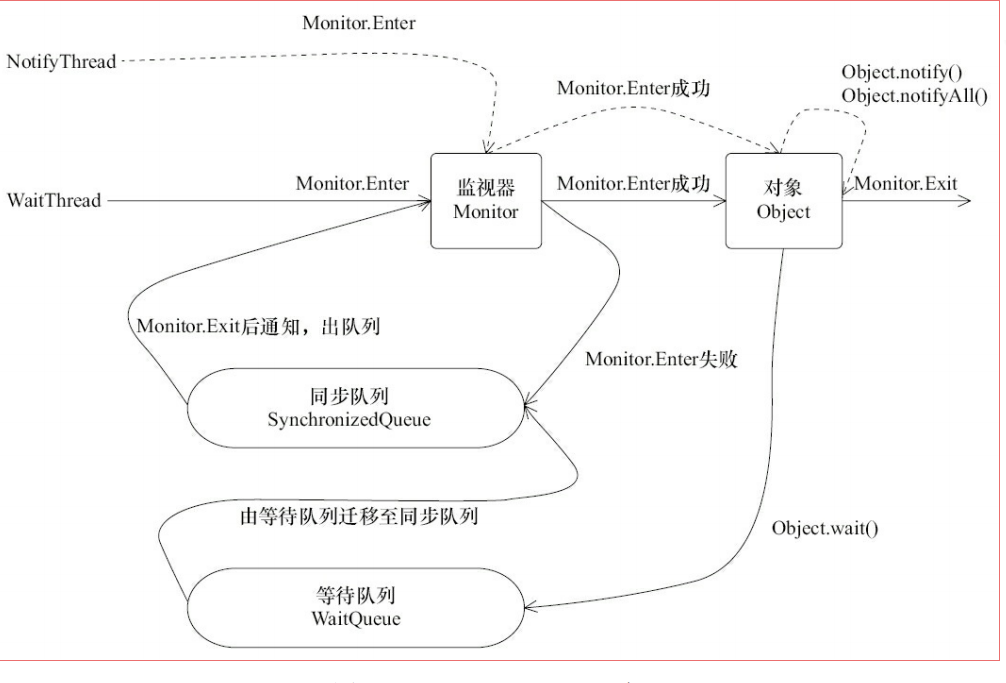 Monitor.Enter
NotifyThread
Object.notify()
Object.notifyAll()
Monitor.Enter成功
WaitThread
Monitor.Enter
监视器
Monitor
Monitor.Enter成功
对象
Object
Monitor.Exit
Monitor.Exit后通知，出队列
Monitor.Enter失败
同步队列
SynchronizedQueue
由等待队列迁移至同步队列
Object.wait()
等待队列
WaitQueue